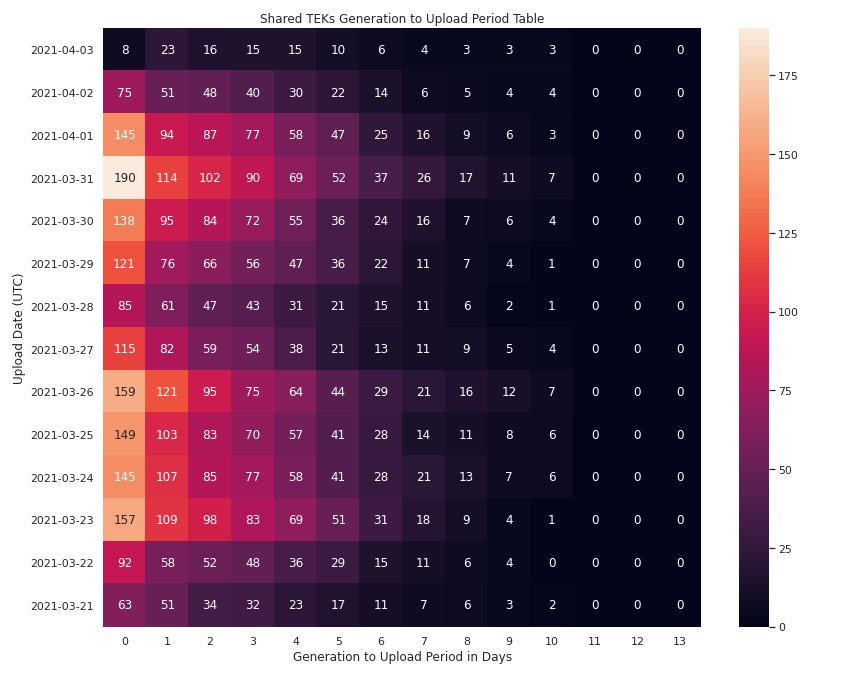 Shared TEKs Generation to Upload Period Table
Upload Date (UTC)
2021-04-03 8 23 16 15 15 10 6 4 3 3 3 0 0 0
2021-04-02 75 51 48 40 30 22 14 6 5 4 4 0 0 0
2021-04-01 145 94 87 77 58 47 25 16 9 6 3 0 0 0
2021-03-31 190 114 102 90 69 52 37 26 17 11 7 0 0 0
2021-03-30 138 95 84 72 55 36 24 16 7 6 4 0 0 0
2021-03-29 121 76 66 56 47 36 22 11 7 4 1 0 0 0
2021-03-28 85 61 47 43 31 21 15 11 6 2 1 0 0 0
2021-03-27 115 82 59 54 38 21 13 11 9 5 4 0 0 0
2021-03-26 159 121 95 75 64 44 29 21 16 12 7 0 0 0
2021-03-25 149 103 83 70 57 41 28 14 11 8 6 0 0 0
2021-03-24 145 107 85 77 58 41 28 21 13 7 6 0 0 0
2021-03-23 157 109 98 83 69 51 31 18 9 4 1 0 0 0
2021-03-22 92 58 52 48 36 29 15 11 6 4 0 0 0 0
2021-03-21 63 51 34 32 23 17 11 7 6 3 2 0 0 0
0 1 2 3 4 5 6 7 8 9 10 11 12 13
Generation to Upload Period in Days
175
150
125
100
75
50
25
0